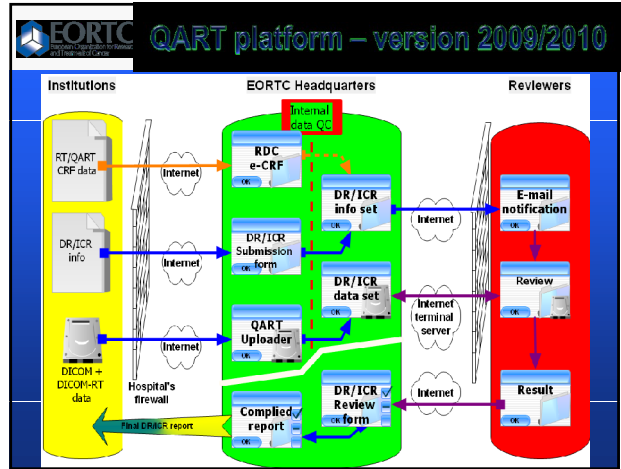 EORTC
European Organization for Research
and Treatment of Cancer
QART platform – version 2009/2010
Institutions
EORTC Headquarters
Reviewers
Internal
data QC
RT/QART
CRF data
Internet
RDC
e-CRF
OK
DR/ICR
info set
OK
Internet
E-mail
notification
OK
DR/ICR
info
Internet
DR/ICR
Submission
form
OK
DR/ICR
data set
OK
Internet
terminal
server
Review
OK
DICOM +
DICOM-RT
data
Internet
QART
Uploader
OK
Hospital's
firewall
Final DR/ICR report
Complied
report
OK
DR/ICR
Review
form
OK
Internet
Result
OK